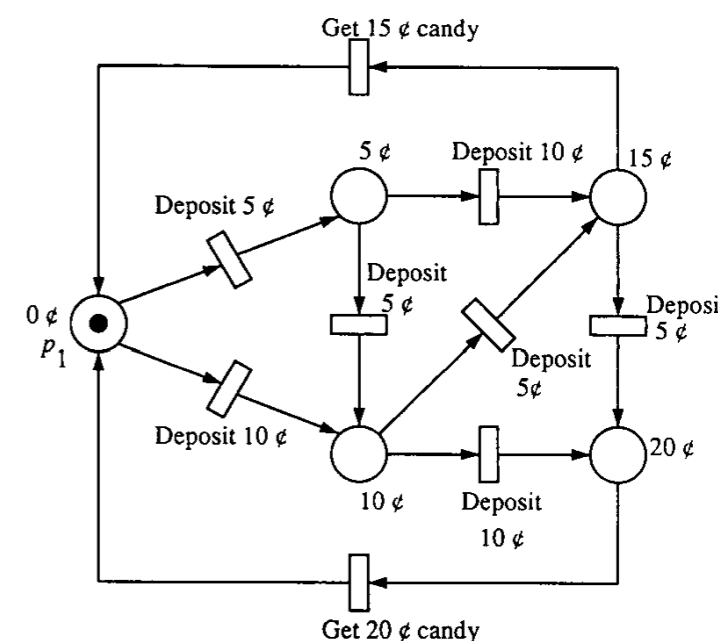 Get 15 ¢ candy
5 ¢
Deposit 10 ¢
15 ¢
Deposit 5 ¢
Deposit
5 ¢
0 ¢
p1
Deposi
5 ¢
Deposit
5¢
Deposit 10 ¢
10 ¢
20 ¢
Deposit
10 ¢
Get 20 ¢ candy